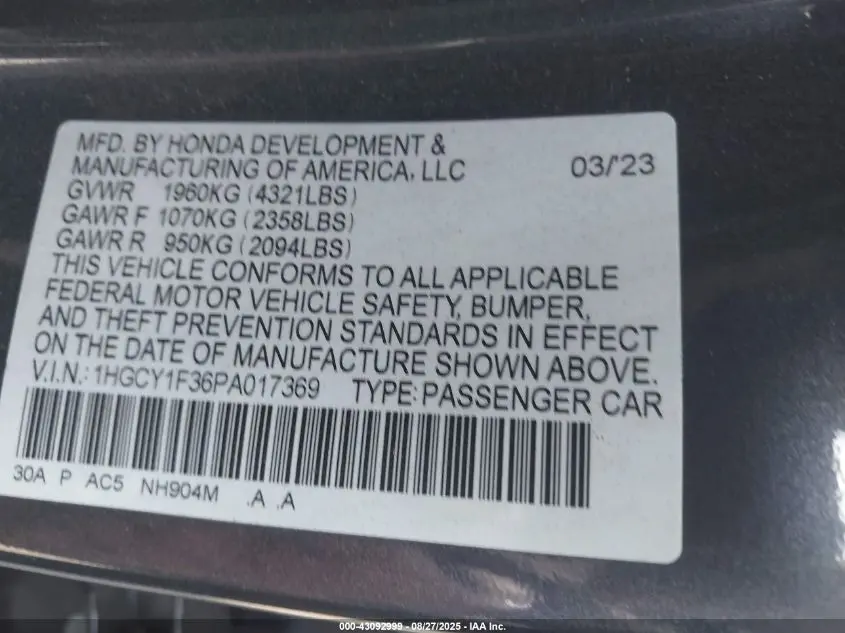 MFD. BY HONDA DEVELOPMENT &
MANUFACTURING OF AMERICA, LLC 03/'23
GVWR 1960KG (4321LBS)
GAWR F 1070KG (2358LBS)
GAWR R 950KG (2094LBS)
THIS VEHICLE CONFORMS TO ALL APPLICABLE
FEDERAL MOTOR VEHICLE SAFETY, BUMPER,
AND THEFT PREVENTION STANDARDS IN EFFECT
ON THE DATE OF MANUFACTURE SHOWN ABOVE.
V.I.N.: 1HGCY1F36PA017369 TYPE: PASSENGER CAR
30A P AC5 NH904M .A .A
000-43092999 - 08/27/2025 - IAA Inc.